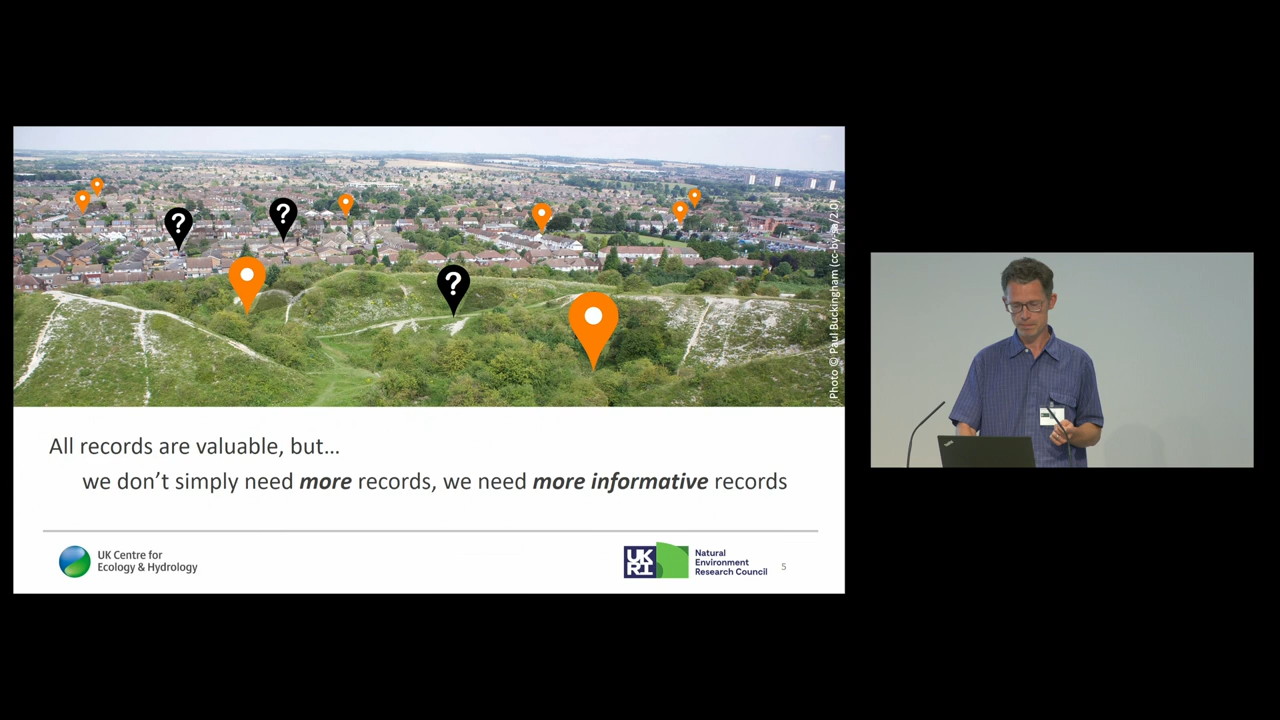 ?
?
?
Photo © Paul Buckingham (cc-by-sa/2.0)
All records are valuable, but…
we don’t simply need more records, we need more informative records
UK Centre for
Ecology & Hydrology
UK
RI
Natural
Environment
Research Council
5